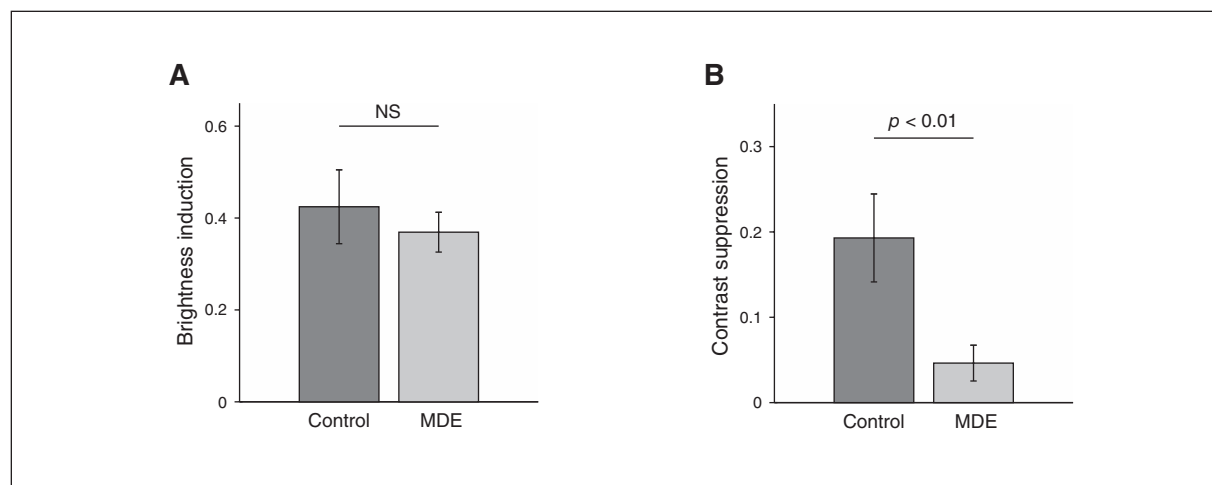 A
Brightness induction
0.6
0.4
0.2
0
NS
Control MDE
B
Contrast suppression
0.3
0.2
0.1
0
p < 0.01
Control MDE